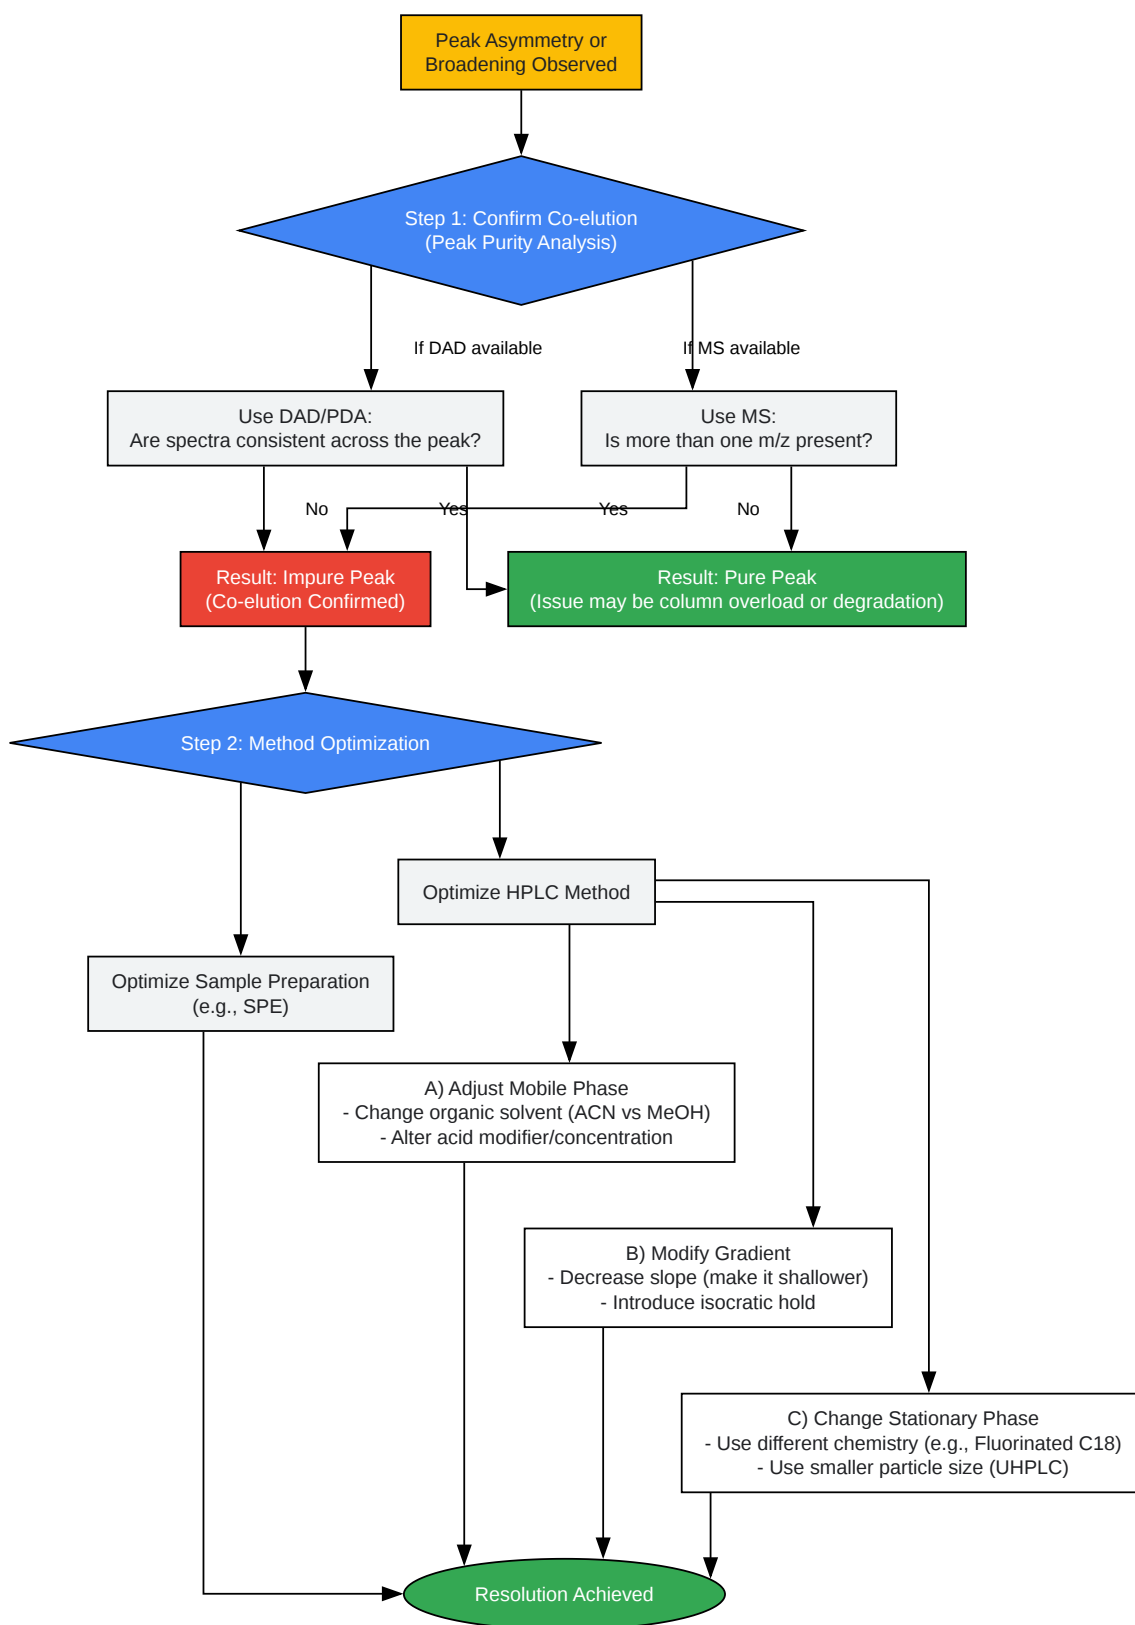 Peak Asymmetry or
Broadening Observed
Step 1: Confirm Co-elution
(Peak Purity Analysis)
If DAD available
If MS available
Use DAD/PDA:
Are spectra consistent across the peak?
Use MS:
Is more than one m/z present?
No
Yes
Yes
No
Result: Impure Peak
(Co-elution Confirmed)
Result: Pure Peak
(Issue may be column overload or degradation)
Step 2: Method Optimization
Optimize HPLC Method
Optimize Sample Preparation
(e.g., SPE)
A) Adjust Mobile Phase
- Change organic solvent (ACN vs MeOH)
- Alter acid modifier/concentration
B) Modify Gradient
- Decrease slope (make it shallower)
- Introduce isocratic hold
C) Change Stationary Phase
- Use different chemistry (e.g., Fluorinated C18)
- Use smaller particle size (UHPLC)
Resolution Achieved